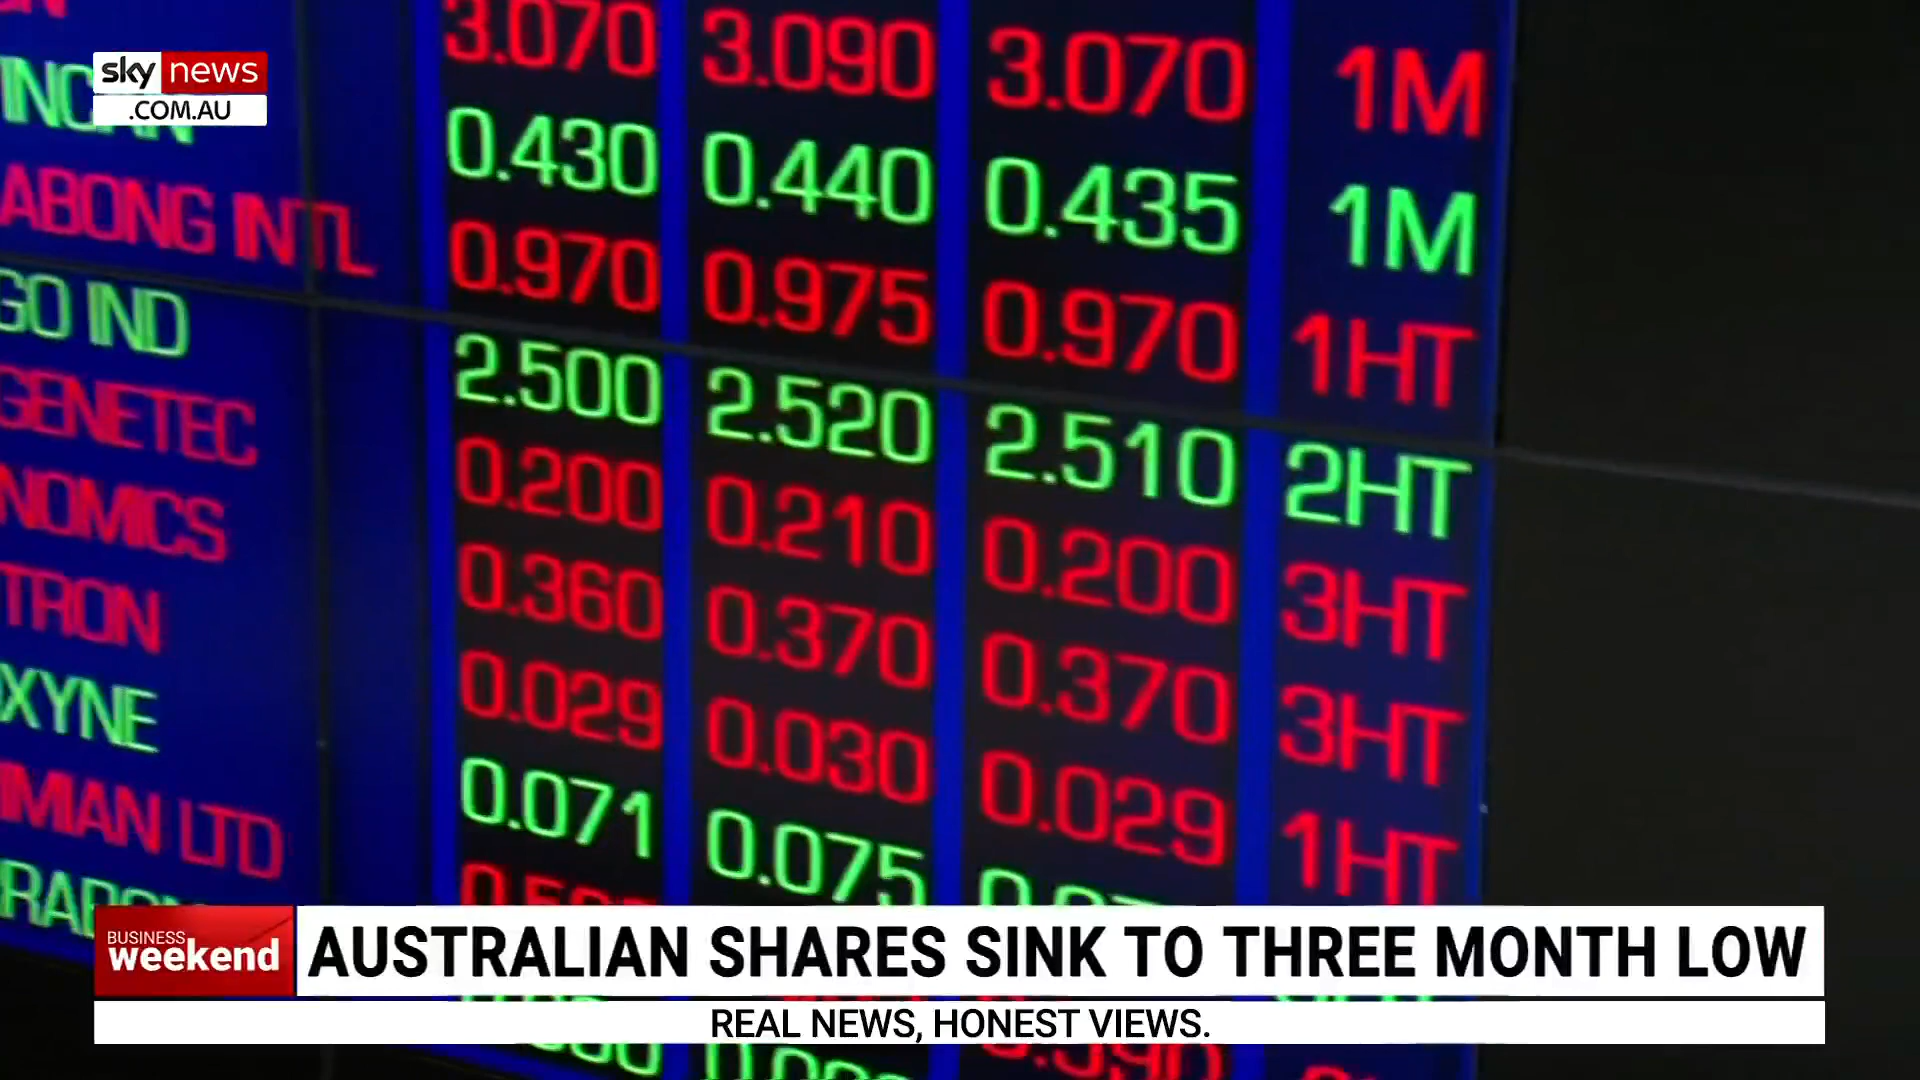 sky news
.COM.AU
3.070 3.090 3.070 1M
0.430 0.440 0.435 1M
ABONG INTL 0.970 0.975 0.970 1HT
GO IND 2.500 2.520 2.510 2HT
GENETEC 0.200 0.210 0.200 3HT
NOMICS 0.360 0.370 0.370 3HT
TRON 0.029 0.030 0.029 1HT
XYNE 0.071 0.075
MAN LTD
BUSINESS
weekend
AUSTRALIAN SHARES SINK TO THREE MONTH LOW
REAL NEWS, HONEST VIEWS.